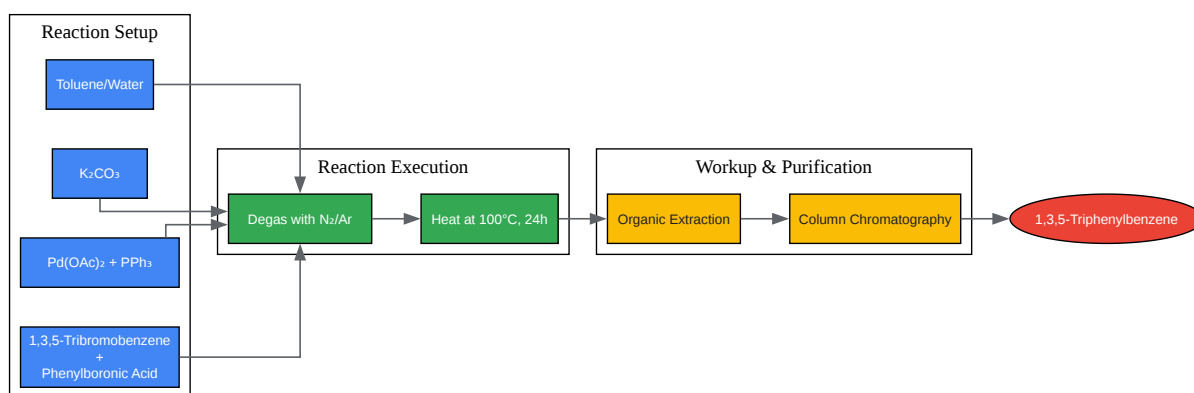 Reaction Setup
Toluene/Water
K₂CO₃
Pd(OAc)₂ + PPh₃
1,3,5-Tribromobenzene
+
Phenylboronic Acid
Reaction Execution
Degas with N₂/Ar
Heat at 100°C, 24h
Workup & Purification
Organic Extraction
Column Chromatography
1,3,5-Triphenylbenzene